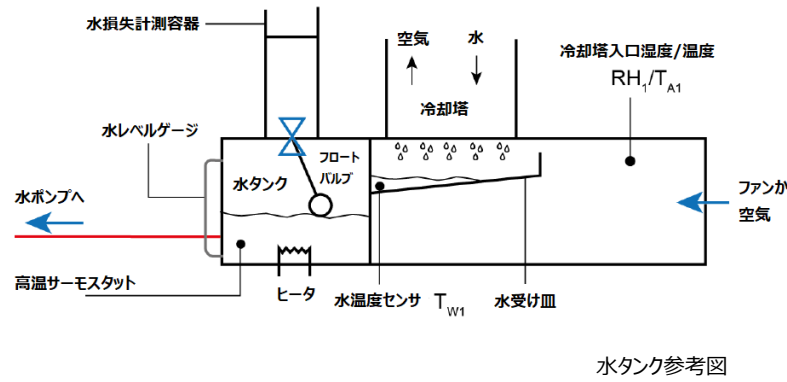 水損失計測容器
空気
水
冷却塔入口湿度/温度
RH₁/T_A1
冷却塔
水レベルゲージ
フロート
バルブ
水タンク
水ポンプへ
ファンか
空気
高温サーモスタット
ヒータ
水温度センサ T_W1
水受け皿
水タンク参考図